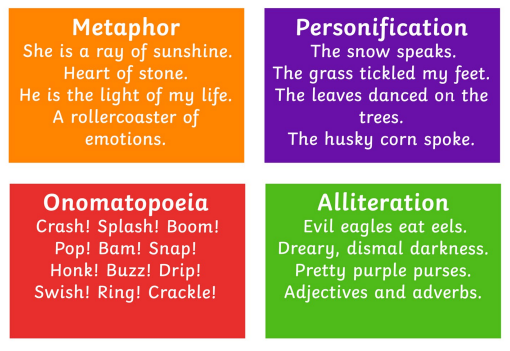 Metaphor
She is a ray of sunshine.
Heart of stone.
He is the light of my life.
A rollercoaster of
emotions.
Personification
The snow speaks.
The grass tickled my feet.
The leaves danced on the
trees.
The husky corn spoke.
Onomatopoeia
Crash! Splash! Boom!
Pop! Bam! Snap!
Honk! Buzz! Drip!
Swish! Ring! Crackle!
Alliteration
Evil eagles eat eels.
Dreary, dismal darkness.
Pretty purple purses.
Adjectives and adverbs.